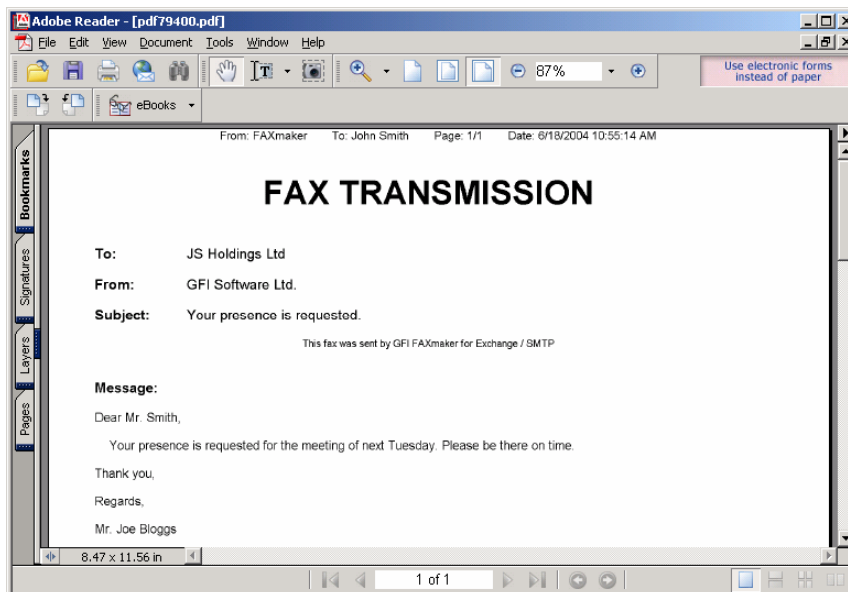 Adobe Reader - [pdf79400.pdf]
File Edit View Document Tools Window Help
87%
Use electronic forms
instead of paper
eBooks
From: FAXmaker To: John Smith Page: 1/1 Date: 6/18/2004 10:55:14 AM
FAX TRANSMISSION
To: JS Holdings Ltd
From: GFI Software Ltd.
Subject: Your presence is requested.
This fax was sent by GFI FAXmaker for Exchange / SMTP
Message:
Dear Mr. Smith,
Your presence is requested for the meeting of next Tuesday. Please be there on time.
Thank you,
Regards,
Mr. Joe Bloggs
Bookmarks
Signatures
Layers
Pages
8.47 x 11.56 in
1 of 1